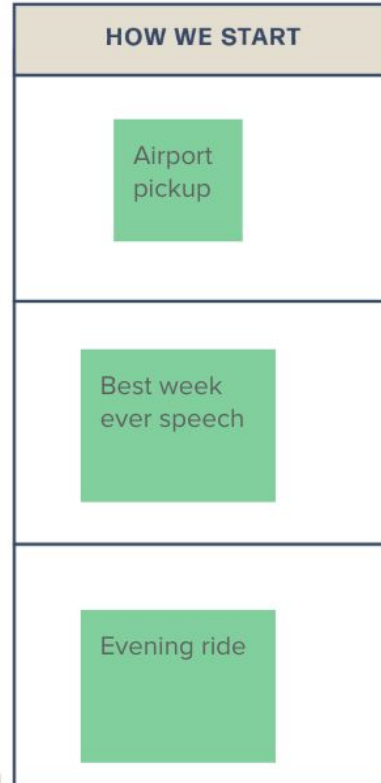 HOW WE START
Airport
pickup
Best week
ever speech
Evening ride